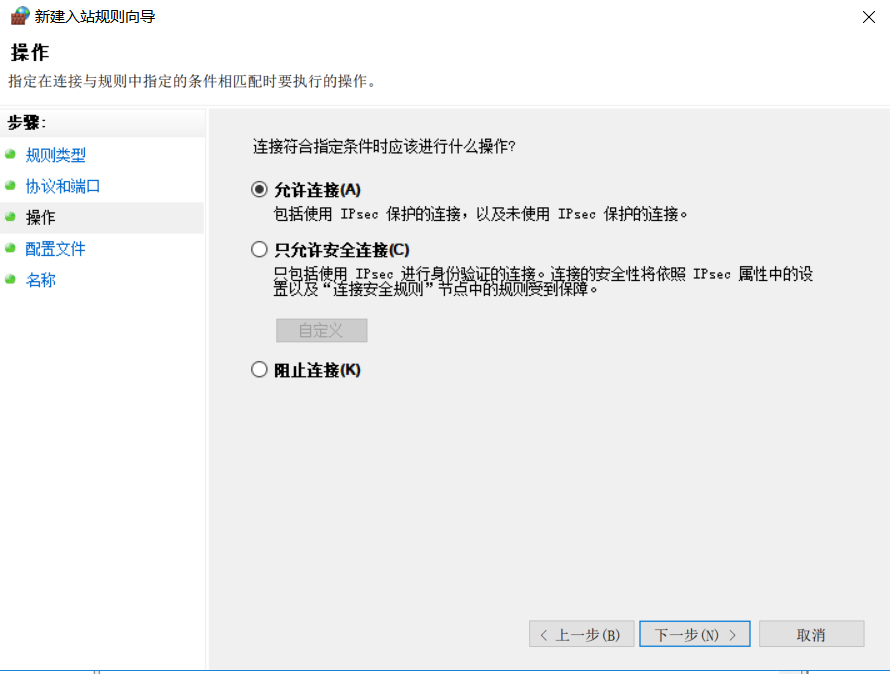 新建入站规则向导
操作
指定在连接与规则中指定的条件相匹配时要执行的操作。
步骤:
规则类型
协议和端口
操作
配置文件
名称
连接符合指定条件时应该进行什么操作?
允许连接(A)
包括使用 IPsec 保护的连接，以及未使用 IPsec 保护的连接。
只允许安全连接(C)
只包括使用 IPsec 进行身份验证的连接。连接的安全性将依照 IPsec 属性中的设
置以及“连接安全规则”节点中的规则受到保障。
自定义
阻止连接(K)
< 上一步(B) 下一步(N) > 取消